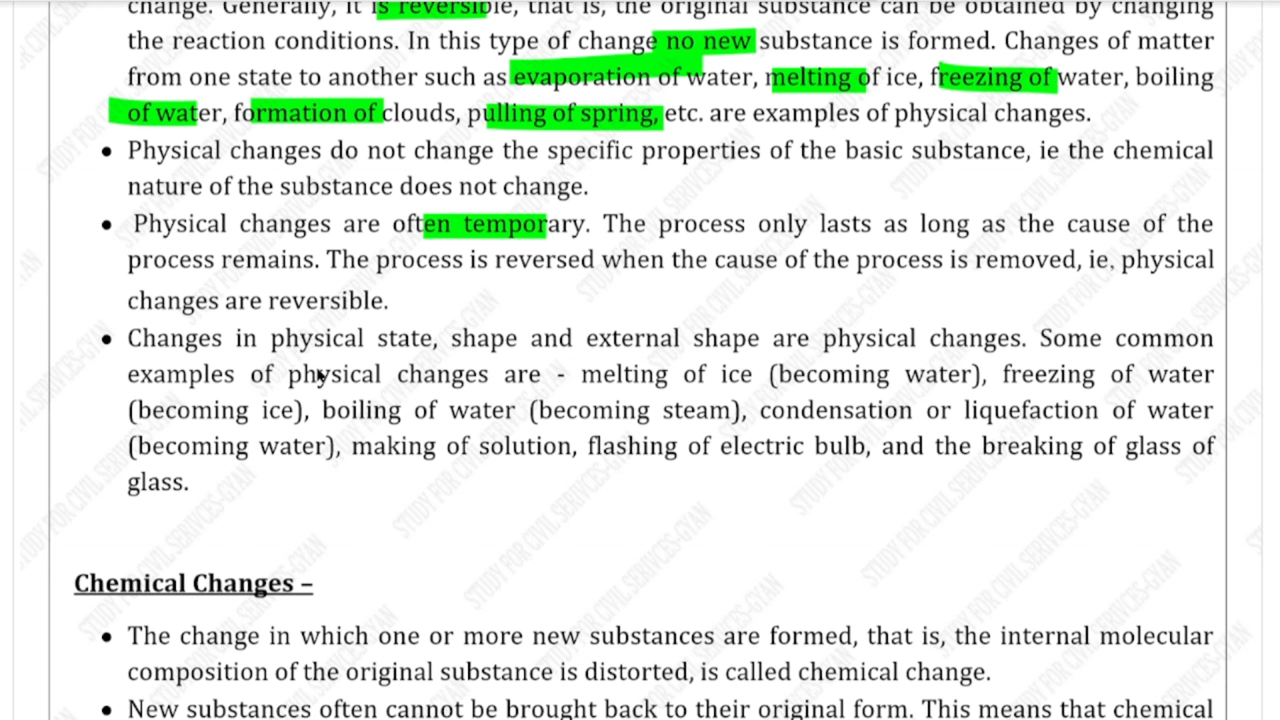 change. Generally, it is reversible, that is, the original substance can be obtained by changing
the reaction conditions. In this type of change no new substance is formed. Changes of matter
from one state to another such as evaporation of water, melting of ice, freezing of water, boiling
of water, formation of clouds, pulling of spring, etc. are examples of physical changes.
• Physical changes do not change the specific properties of the basic substance, ie the chemical
nature of the substance does not change.
• Physical changes are often temporary. The process only lasts as long as the cause of the
process remains. The process is reversed when the cause of the process is removed, ie, physical
changes are reversible.
• Changes in physical state, shape and external shape are physical changes. Some common
examples of physical changes are - melting of ice (becoming water), freezing of water
(becoming ice), boiling of water (becoming steam), condensation or liquefaction of water
(becoming water), making of solution, flashing of electric bulb, and the breaking of glass of
glass.
Chemical Changes –
• The change in which one or more new substances are formed, that is, the internal molecular
composition of the original substance is distorted, is called chemical change.
• New substances often cannot be brought back to their original form. This means that chemical
STUDY FOR CIVIL SERIVCES-GYAN